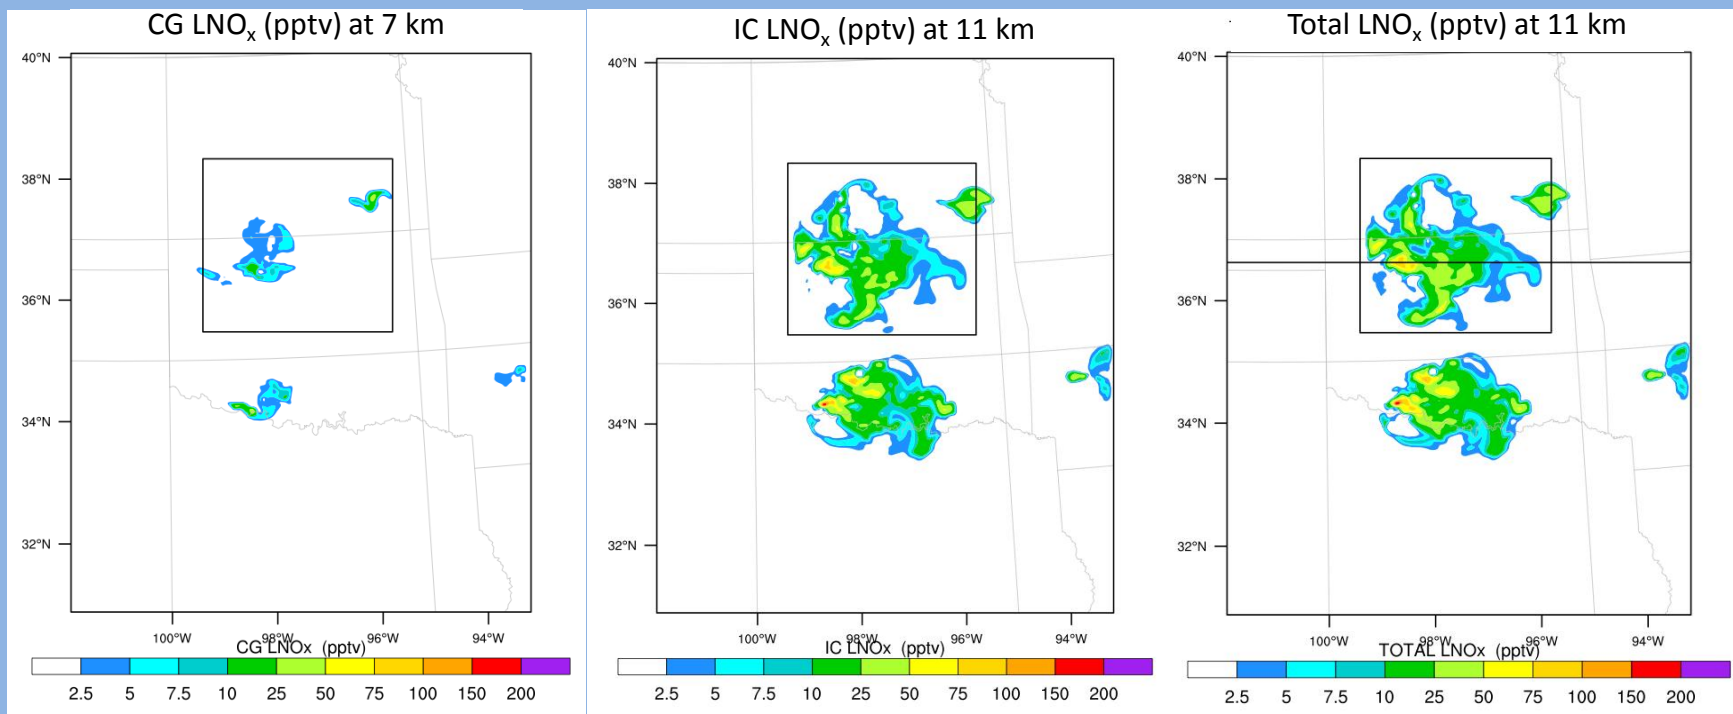 CG LNOx (pptv) at 7 km
40°N
38°N
36°N
34°N
32°N
100°W
98°W
96°W
94°W
CG LNOx (pptv)
2.5 5 7.5 10 25 50 75 100 150 200
IC LNOx (pptv) at 11 km
40°N
38°N
36°N
34°N
32°N
100°W
98°W
96°W
94°W
IC LNOx (pptv)
2.5 5 7.5 10 25 50 75 100 150 200
Total LNOx (pptv) at 11 km
40°N
38°N
36°N
34°N
32°N
100°W
98°W
96°W
94°W
TOTAL LNOx (pptv)
2.5 5 7.5 10 25 50 75 100 150 200